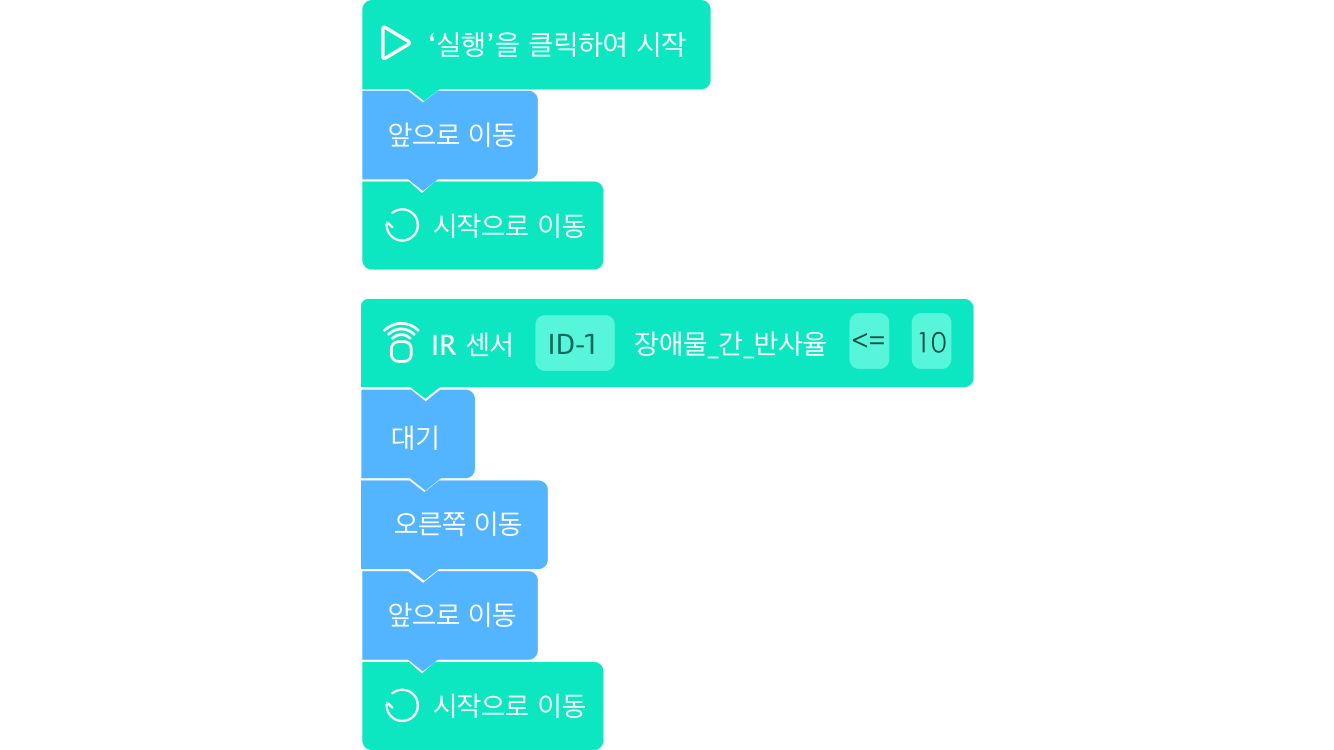 ‘실행’을 클릭하여 시작
앞으로 이동
시작으로 이동
IR 센서 ID-1 장애물_간_반사율 <= 10
대기
오른쪽 이동
앞으로 이동
시작으로 이동